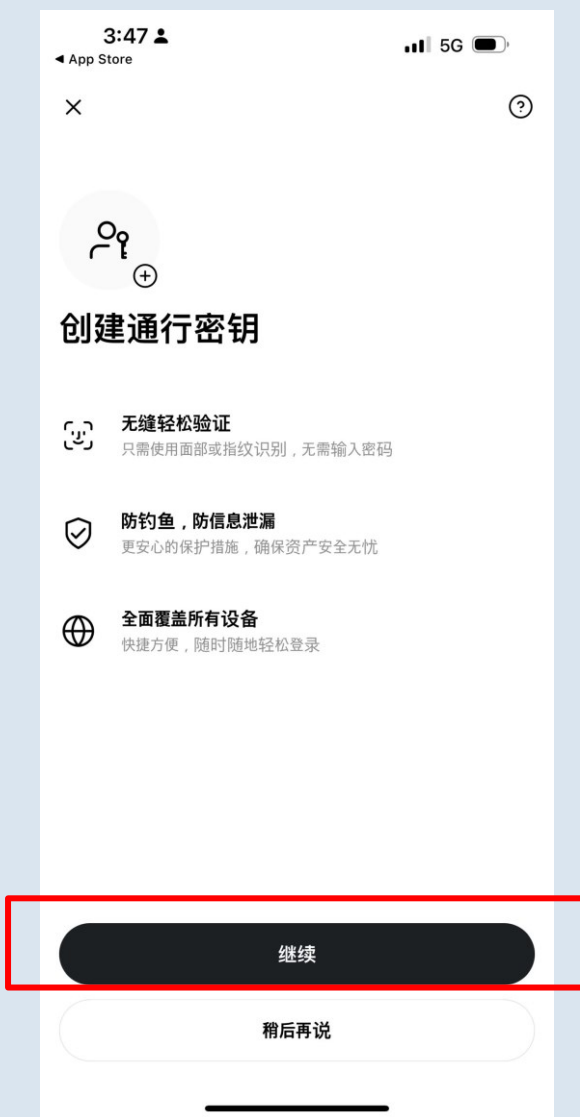 3:47
5G
◀ App Store
创建通行密钥
无缝轻松验证
只需使用面部或指纹识别，无需输入密码
防钓鱼，防信息泄漏
更安心的保护措施，确保资产安全无忧
全面覆盖所有设备
快捷方便，随时随地轻松登录
继续
稍后再说